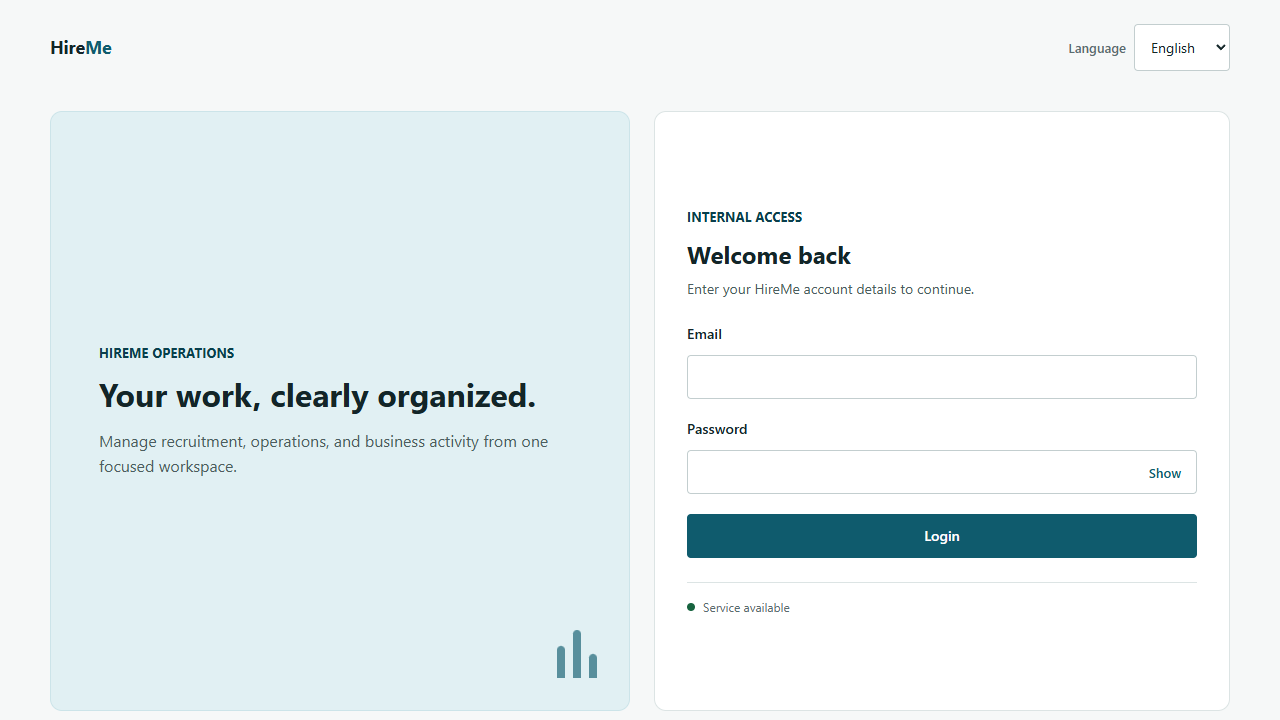 HireMe
Language
English
HIREME OPERATIONS
Your work, clearly organized.
Manage recruitment, operations, and business activity from one
focused workspace.
INTERNAL ACCESS
Welcome back
Enter your HireMe account details to continue.
Email
Password
Show
Login
Service available